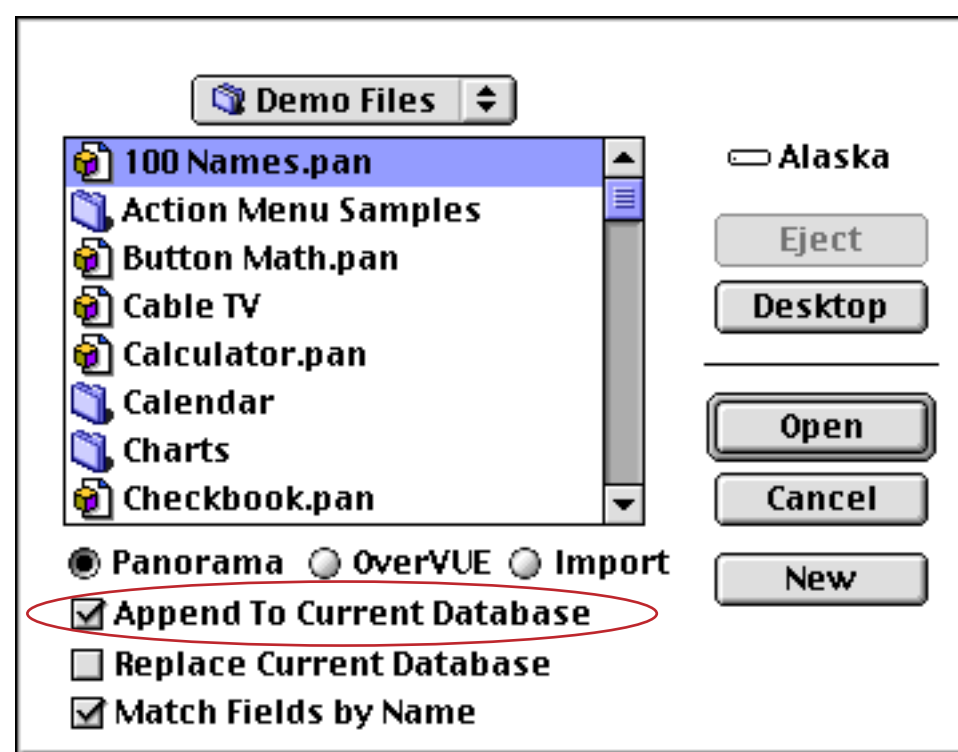 Demo Files
100 Names.pan
Action Menu Samples
Button Math.pan
Cable TV
Calculator.pan
Calendar
Charts
Checkbook.pan
Alaska
Eject
Desktop
Open
Cancel
New
Panorama OverVUE Import
Append To Current Database
Replace Current Database
Match Fields by Name